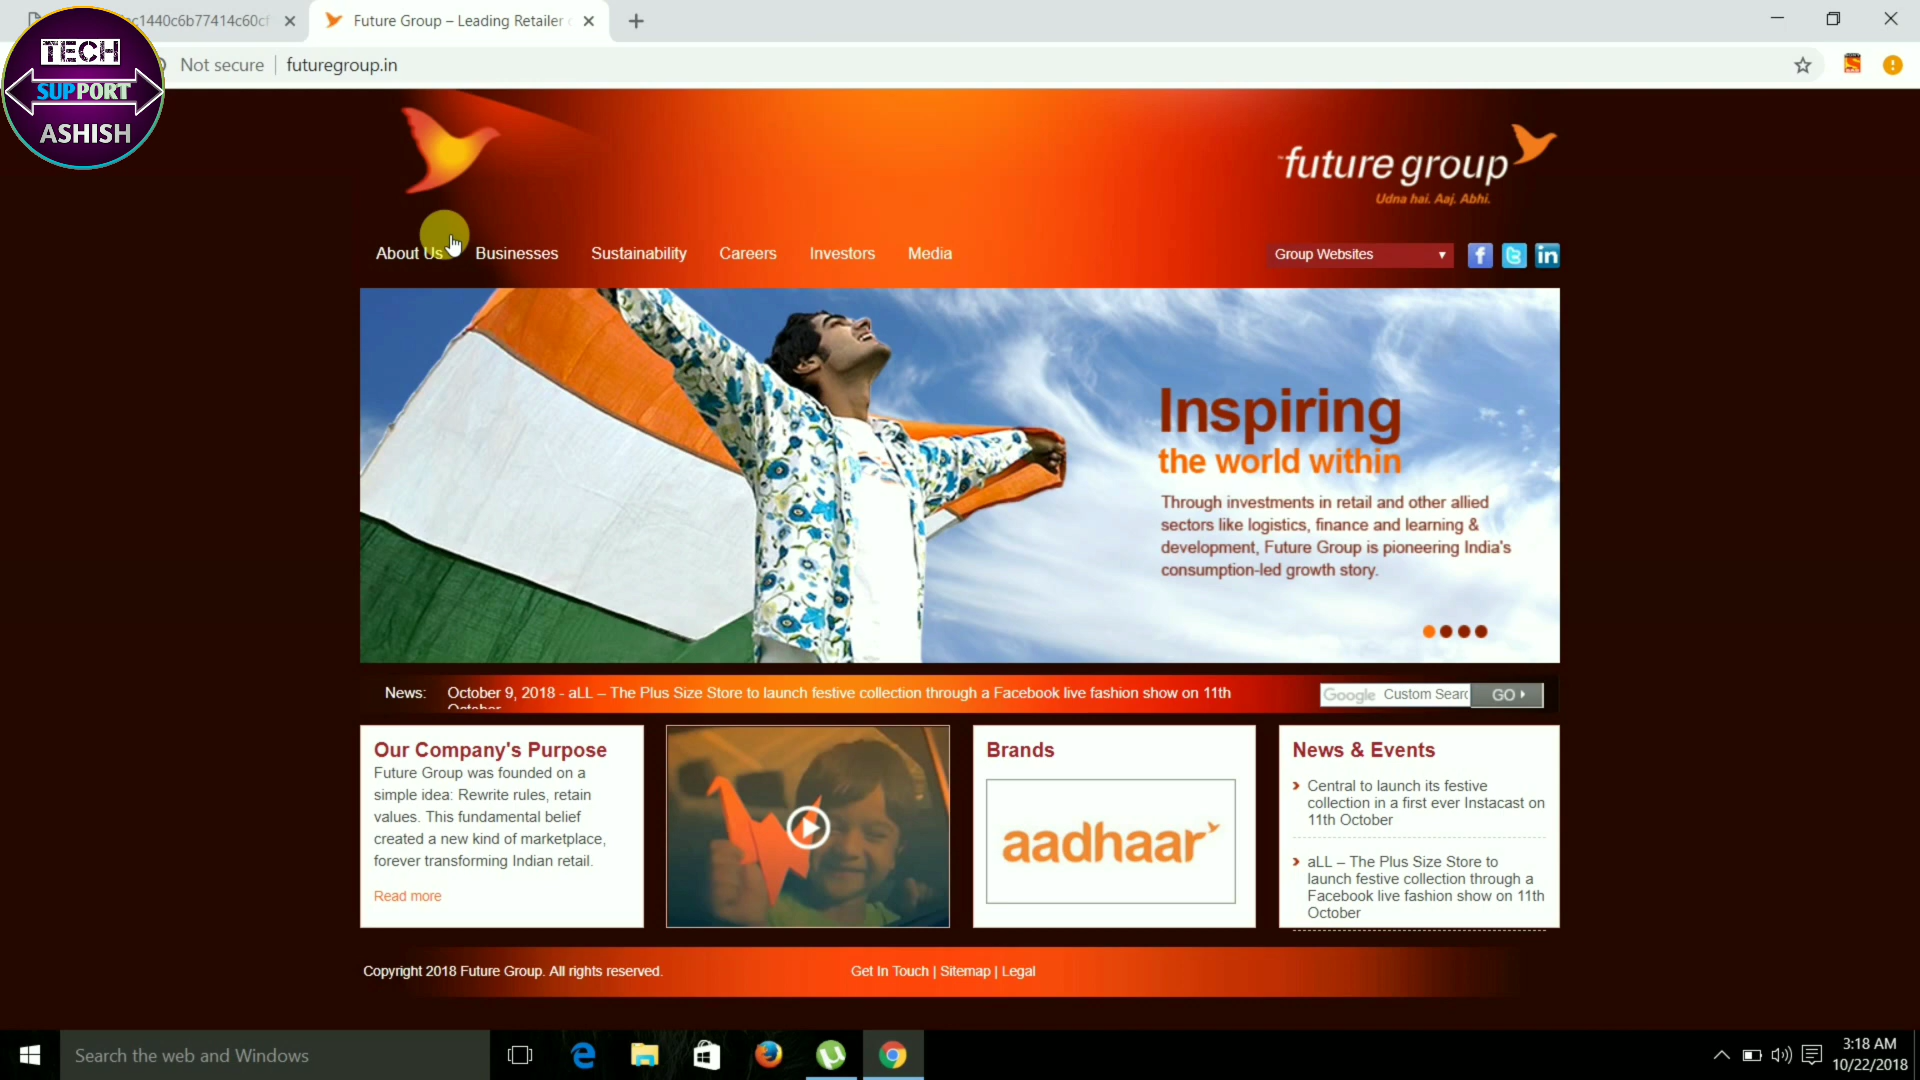 c1440c6b77414c60cf
Future Group – Leading Retailer
TECH
SUPPORT
ASHISH
Not secure
futuregroup.in
future group
Udna hai. Aaj. Abhi.
About Us
Businesses
Sustainability
Careers
Investors
Media
Group Websites
Inspiring
the world within
Through investments in retail and other allied
sectors like logistics, finance and learning &
development, Future Group is pioneering India's
consumption-led growth story.
News:
October 9, 2018 - aLL – The Plus Size Store to launch festive collection through a Facebook live fashion show on 11th
October
Google Custom Searc
GO
Our Company's Purpose
Future Group was founded on a
simple idea: Rewrite rules, retain
values. This fundamental belief
created a new kind of marketplace,
forever transforming Indian retail.
Read more
Brands
aadhaar
News & Events
Central to launch its festive
collection in a first ever Instacast on
11th October
aLL – The Plus Size Store to
launch festive collection through a
Facebook live fashion show on 11th
October
Copyright 2018 Future Group. All rights reserved.
Get In Touch | Sitemap | Legal
Search the web and Windows
3:18 AM
10/22/2018